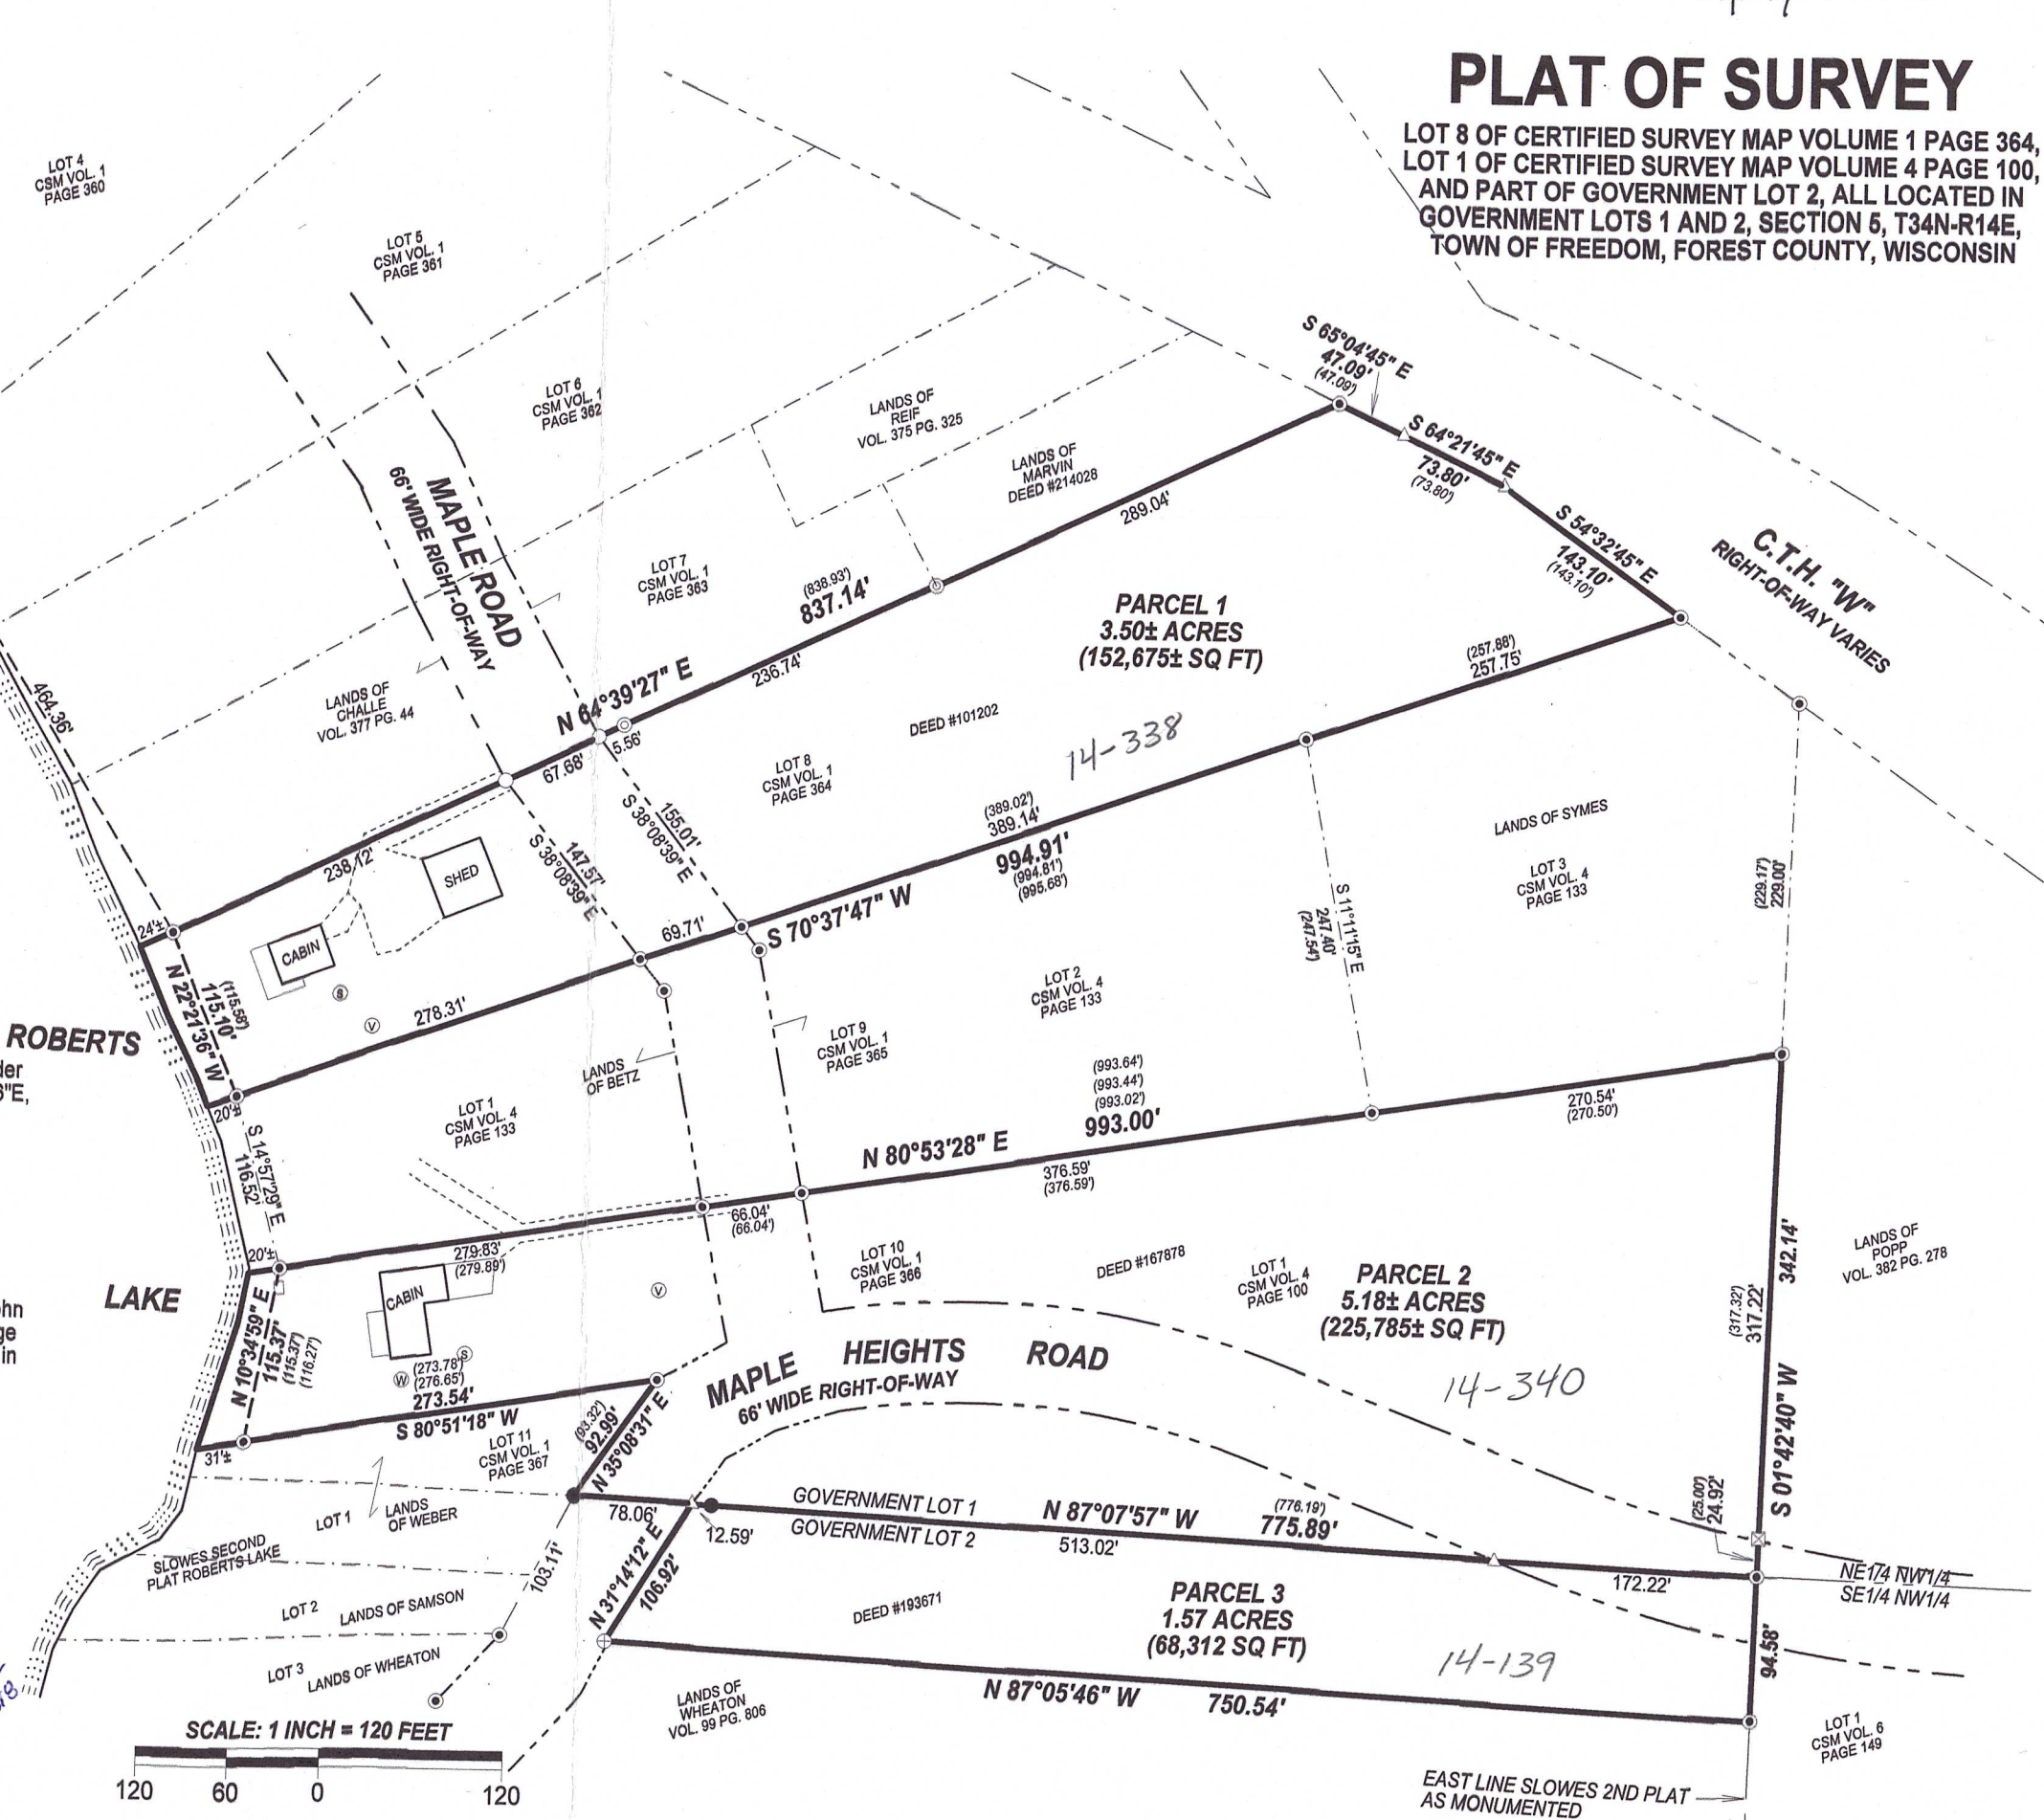 PLAT OF SURVEY
LOT 8 OF CERTIFIED SURVEY MAP VOLUME 1 PAGE 364,
LOT 1 OF CERTIFIED SURVEY MAP VOLUME 4 PAGE 100,
AND PART OF GOVERNMENT LOT 2, ALL LOCATED IN
GOVERNMENT LOTS 1 AND 2, SECTION 5, T34N-R14E,
TOWN OF FREEDOM, FOREST COUNTY, WISCONSIN
LOT 4
CSM VOL. 1
PAGE 360
LOT 5
CSM VOL. 1
PAGE 361
LOT 6
CSM VOL. 1
PAGE 362
LANDS OF
REIF
VOL. 375 PG. 325
LANDS OF
MARVIN
DEED #214028
S 65°04'45" E
47.09'
(47.09')
S 64°21'45" E
73.80'
(73.80')
S 54°32'45" E
143.10'
(143.10')
C.T.H. "W"
RIGHT-OF-WAY VARIES
MAPLE ROAD
66' WIDE RIGHT-OF-WAY
LOT 7
CSM VOL. 1
PAGE 363
(838.93')
837.14'
289.04'
N 64°39'27" E
236.74'
5.56'
67.68'
238.12'
24'±
PARCEL 1
3.50± ACRES
(152,675± SQ FT)
(257.88')
257.75'
DEED #101202
14-338
LOT 8
CSM VOL. 1
PAGE 364
LANDS OF
CHALLE
VOL. 377 PG. 44
464.36'
155.01'
S 38°08'39" E
147.57'
S 38°08'39" E
SHED
CABIN
S
V
(389.02')
389.14'
994.91'
(994.81')
(995.68')
S 70°37'47" W
69.71'
278.31'
20'±
(115.58')
115.10'
N 22°21'36" W
LANDS OF SYMES
LOT 3
CSM VOL. 4
PAGE 133
(229.17')
229.00'
S 11°11'15" E
247.40'
(247.54')
LOT 2
CSM VOL. 4
PAGE 133
LOT 9
CSM VOL. 1
PAGE 365
LANDS
OF BETZ
LOT 1
CSM VOL. 4
PAGE 133
ROBERTS
der
6"E,
S 14°57'29" E
116.52'
(993.64')
(993.44')
(993.02')
993.00'
N 80°53'28" E
270.54'
(270.50')
376.59'
(376.59')
66.04'
(66.04')
279.83'
(279.89')
20'±
LAKE
ohn
ge
in
N 10°34'59" E
115.37'
(115.37')
(116.27')
CABIN
V
S
W
(273.78')
(276.65')
273.54'
S 80°51'18" W
31'±
LOT 10
CSM VOL. 1
PAGE 366
DEED #167878
LOT 1
CSM VOL. 4
PAGE 100
PARCEL 2
5.18± ACRES
(225,785± SQ FT)
14-340
342.14'
(317.32')
317.22'
S 01°42'40" W
(25.00')
24.92'
LANDS OF
POPP
VOL. 382 PG. 278
MAPLE HEIGHTS ROAD
66' WIDE RIGHT-OF-WAY
LOT 11
CSM VOL. 1
PAGE 367
(93.32')
92.99'
N 35°08'31" E
78.06'
12.59'
GOVERNMENT LOT 1
GOVERNMENT LOT 2
N 87°07'57" W
(776.19')
775.89'
513.02'
172.22'
NE1/4 NW1/4
SE1/4 NW1/4
LOT 1
LANDS
OF WEBER
SLOWES SECOND
PLAT ROBERTS LAKE
103.11'
N 31°14'12" E
106.92'
LOT 2
LANDS OF SAMSON
LOT 3
LANDS OF WHEATON
DEED #193671
PARCEL 3
1.57 ACRES
(68,312 SQ FT)
14-139
94.58'
N 87°05'46" W
750.54'
LANDS OF
WHEATON
VOL. 99 PG. 806
LOT 1
CSM VOL. 6
PAGE 149
EAST LINE SLOWES 2ND PLAT
AS MONUMENTED
SCALE: 1 INCH = 120 FEET
120 60 0 120